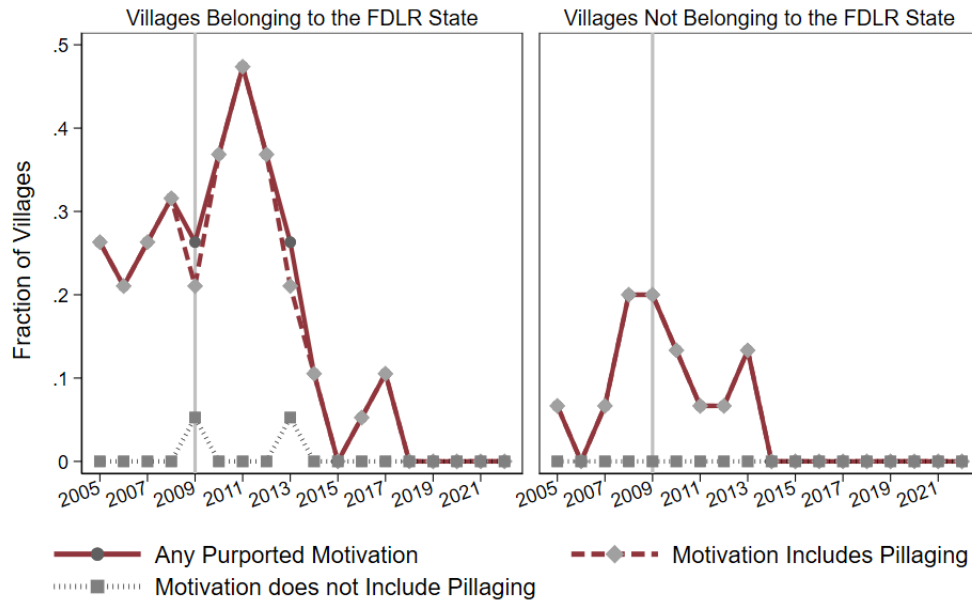 Villages Belonging to the FDLR State
Villages Not Belonging to the FDLR State
Fraction of Villages
.5
.4
.3
.2
.1
0
2005 2007 2009 2011 2013 2015 2017 2019 2021
2005 2007 2009 2011 2013 2015 2017 2019 2021
Any Purported Motivation
Motivation Includes Pillaging
Motivation does not Include Pillaging